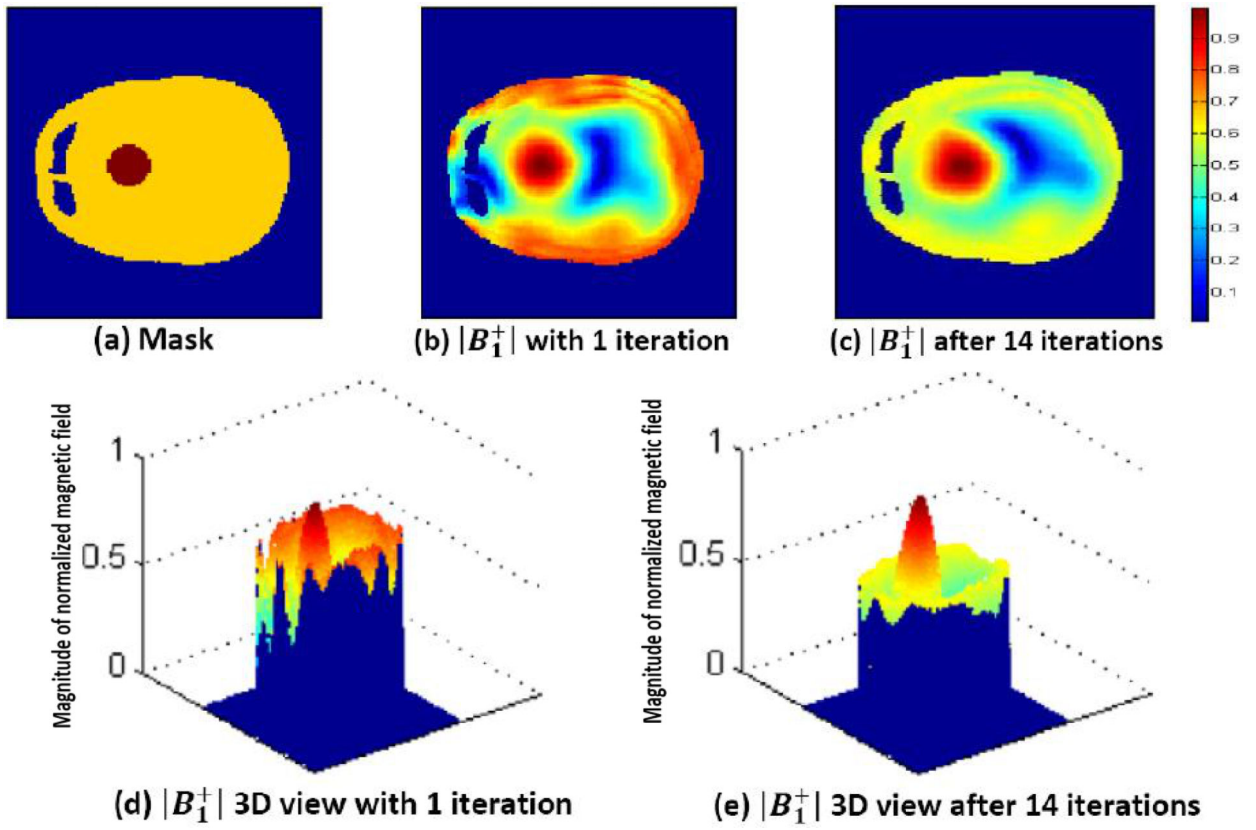 0.9
0.8
0.7
0.6
0.5
0.4
0.3
0.2
0.1
(a) Mask
(b) |B₁⁺| with 1 iteration
(c) |B₁⁺| after 14 iterations
Magnitude of normalized magnetic field
1
0.5
0
Magnitude of normalized magnetic field
1
0.5
0
(d) |B₁⁺| 3D view with 1 iteration
(e) |B₁⁺| 3D view after 14 iterations